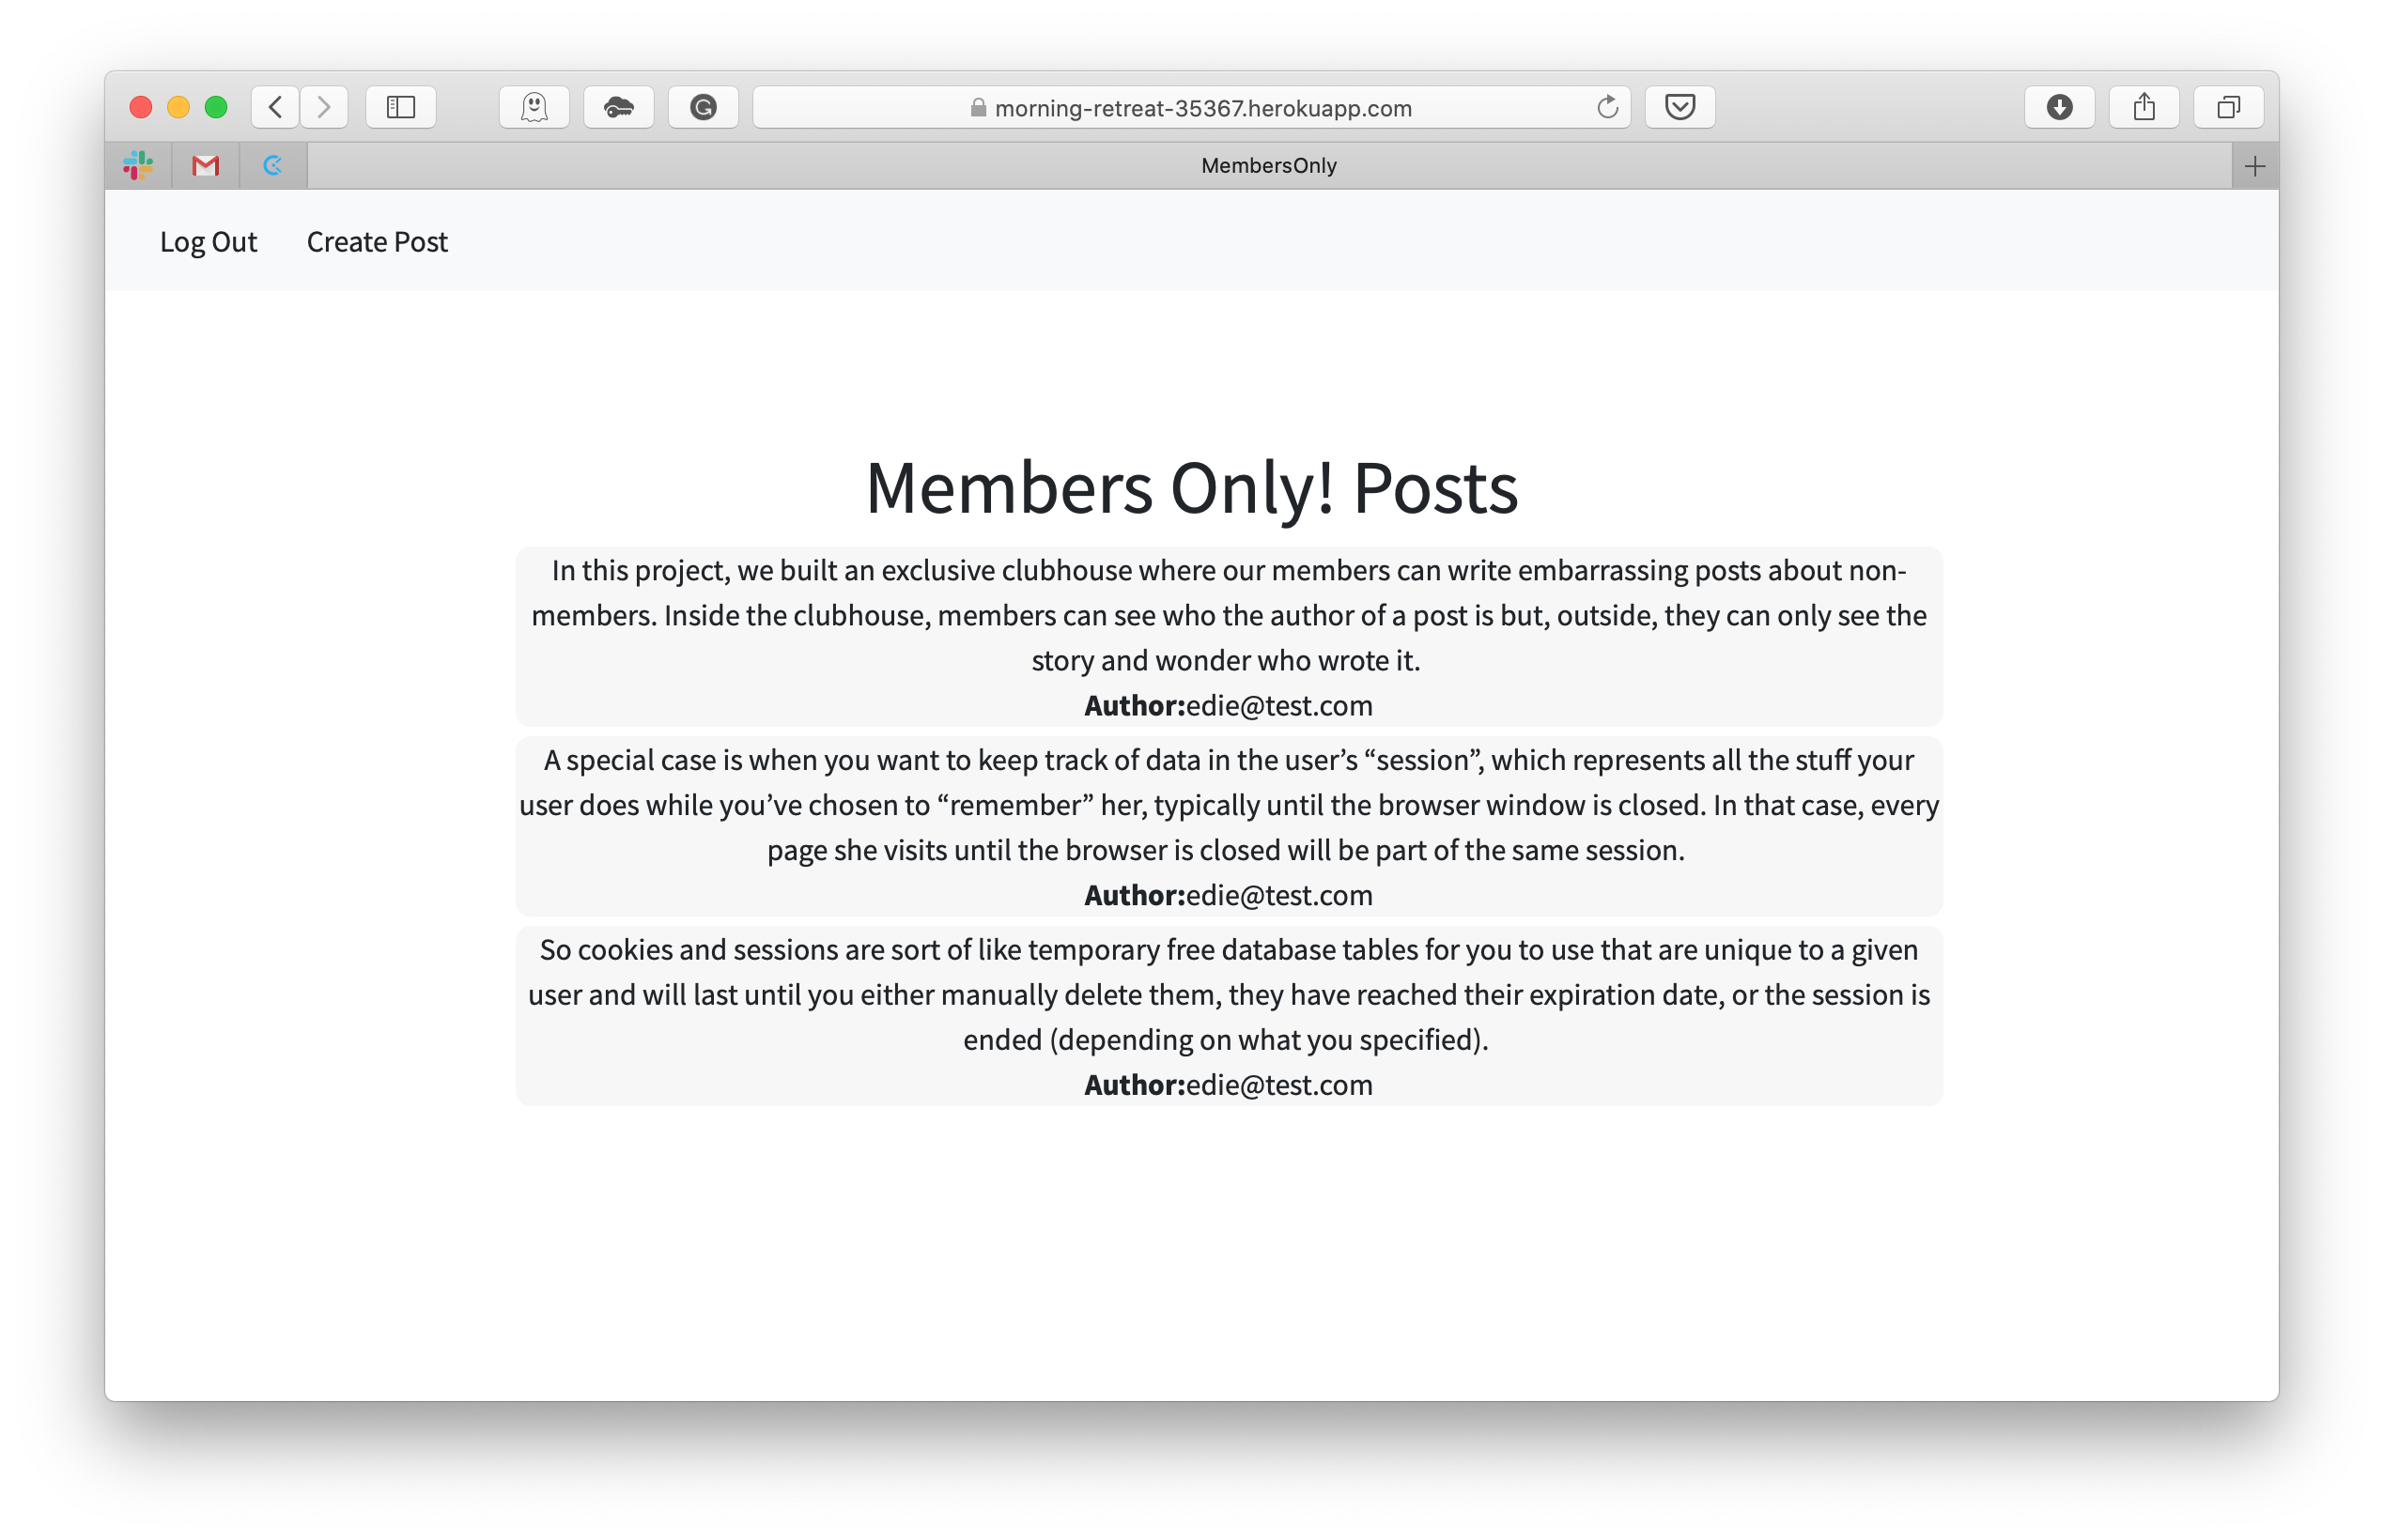 morning-retreat-35367.herokuapp.com
MembersOnly
Log Out Create Post
Members Only! Posts
In this project, we built an exclusive clubhouse where our members can write embarrassing posts about non-
members. Inside the clubhouse, members can see who the author of a post is but, outside, they can only see the
story and wonder who wrote it.
Author:edie@test.com
A special case is when you want to keep track of data in the user’s “session”, which represents all the stuff your
user does while you’ve chosen to “remember” her, typically until the browser window is closed. In that case, every
page she visits until the browser is closed will be part of the same session.
Author:edie@test.com
So cookies and sessions are sort of like temporary free database tables for you to use that are unique to a given
user and will last until you either manually delete them, they have reached their expiration date, or the session is
ended (depending on what you specified).
Author:edie@test.com